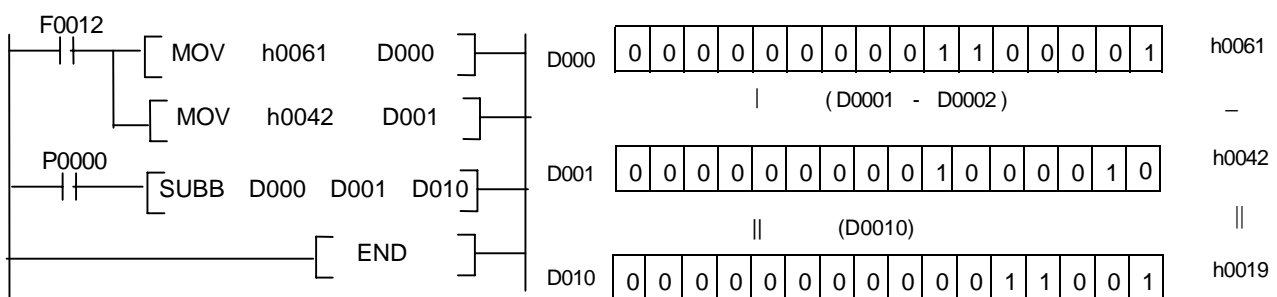 F0012
MOV h0061 D000
MOV h0042 D001
P0000
SUBB D000 D001 D010
END
D000 0 0 0 0 0 0 0 0 0 1 1 0 0 0 0 1 h0061
| ( D0001 - D0002 ) –
D001 0 0 0 0 0 0 0 0 0 1 0 0 0 0 1 0 h0042
|| (D0010) ||
D010 0 0 0 0 0 0 0 0 0 0 0 1 1 0 0 1 h0019